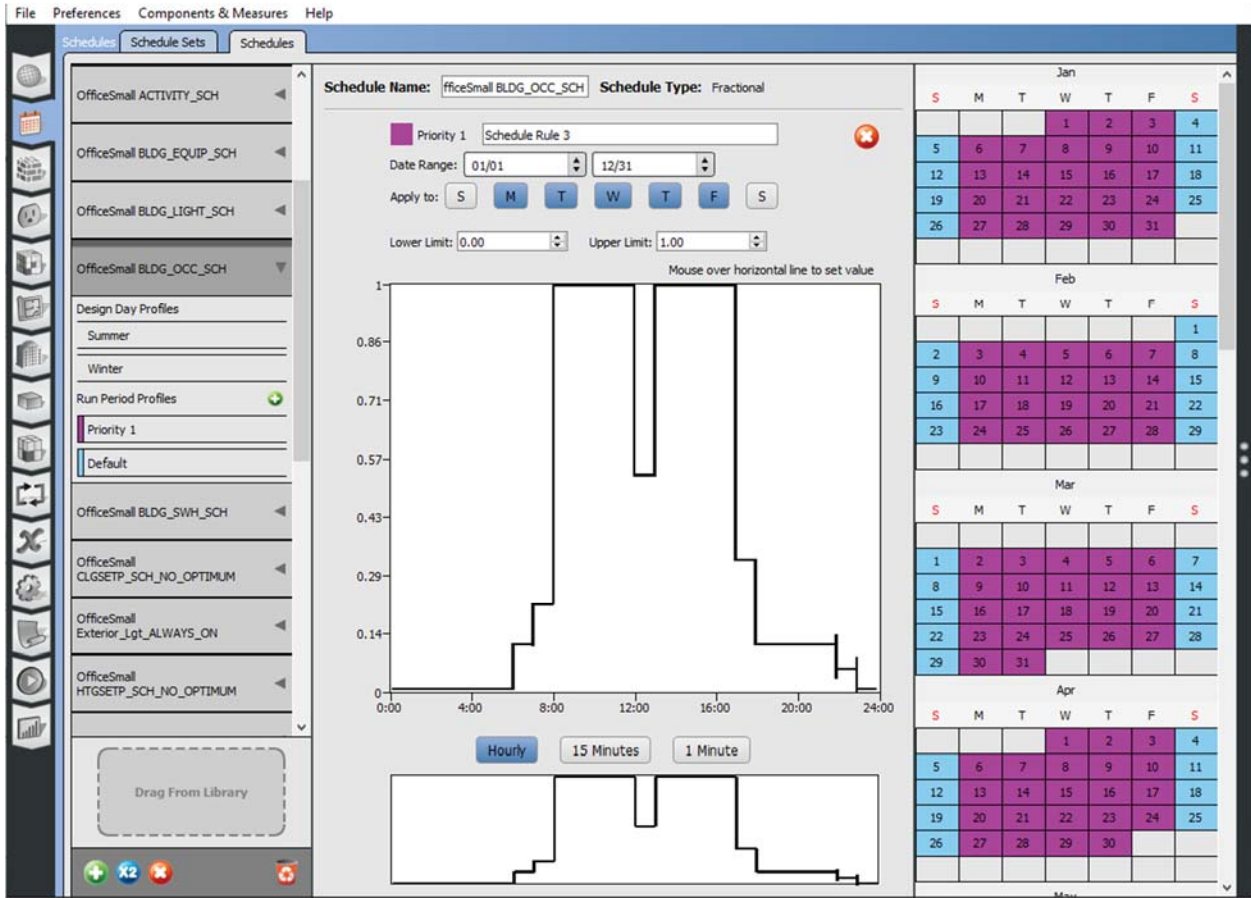 File Preferences Components & Measures Help
Schedules Schedule Sets Schedules
OfficeSmall ACTIVITY_SCH
OfficeSmall BLDG_EQUIP_SCH
OfficeSmall BLDG_LIGHT_SCH
OfficeSmall BLDG_OCC_SCH
Design Day Profiles
Summer
Winter
Run Period Profiles
Priority 1
Default
OfficeSmall BLDG_SWH_SCH
OfficeSmall
CLGSETP_SCH_NO_OPTIMUM
OfficeSmall
Exterior_Lgt_ALWAYS_ON
OfficeSmall
HTGSETP_SCH_NO_OPTIMUM
Drag From Library
X2
Schedule Name: fficeSmall BLDG_OCC_SCH Schedule Type: Fractional
Priority 1 Schedule Rule 3
Date Range: 01/01 12/31
Apply to: S M T W T F S
Lower Limit: 0.00 Upper Limit: 1.00
Mouse over horizontal line to set value
1
0.86
0.71
0.57
0.43
0.29
0.14
0
0:00 4:00 8:00 12:00 16:00 20:00 24:00
Hourly 15 Minutes 1 Minute
Jan
S M T W T F S
1 2 3 4
5 6 7 8 9 10 11
12 13 14 15 16 17 18
19 20 21 22 23 24 25
26 27 28 29 30 31
Feb
S M T W T F S
1
2 3 4 5 6 7 8
9 10 11 12 13 14 15
16 17 18 19 20 21 22
23 24 25 26 27 28 29
Mar
S M T W T F S
1 2 3 4 5 6 7
8 9 10 11 12 13 14
15 16 17 18 19 20 21
22 23 24 25 26 27 28
29 30 31
Apr
S M T W T F S
1 2 3 4
5 6 7 8 9 10 11
12 13 14 15 16 17 18
19 20 21 22 23 24 25
26 27 28 29 30